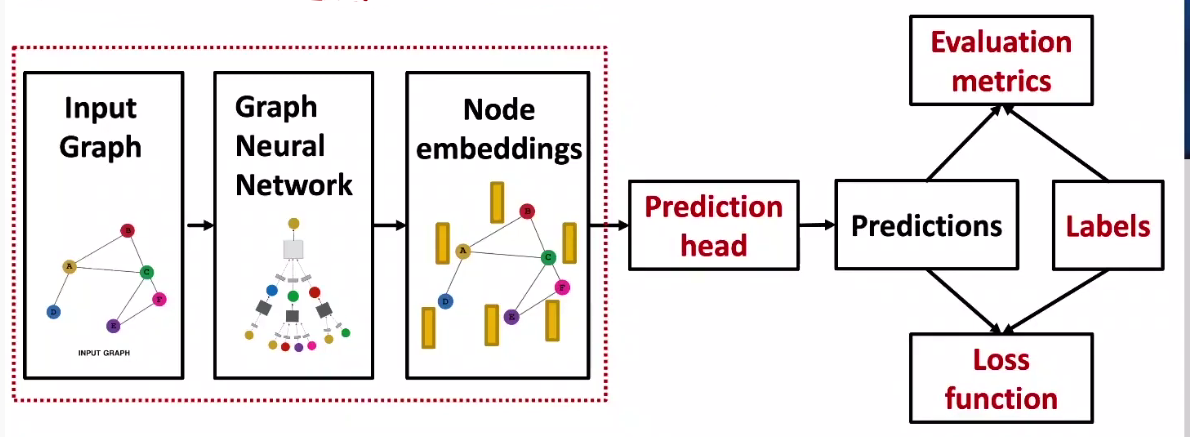 Input
Graph
B
A
C
F
D
E
INPUT GRAPH
Graph
Neural
Network
Node
embeddings
B
A
C
F
D
E
Prediction
head
Predictions
Labels
Evaluation
metrics
Loss
function